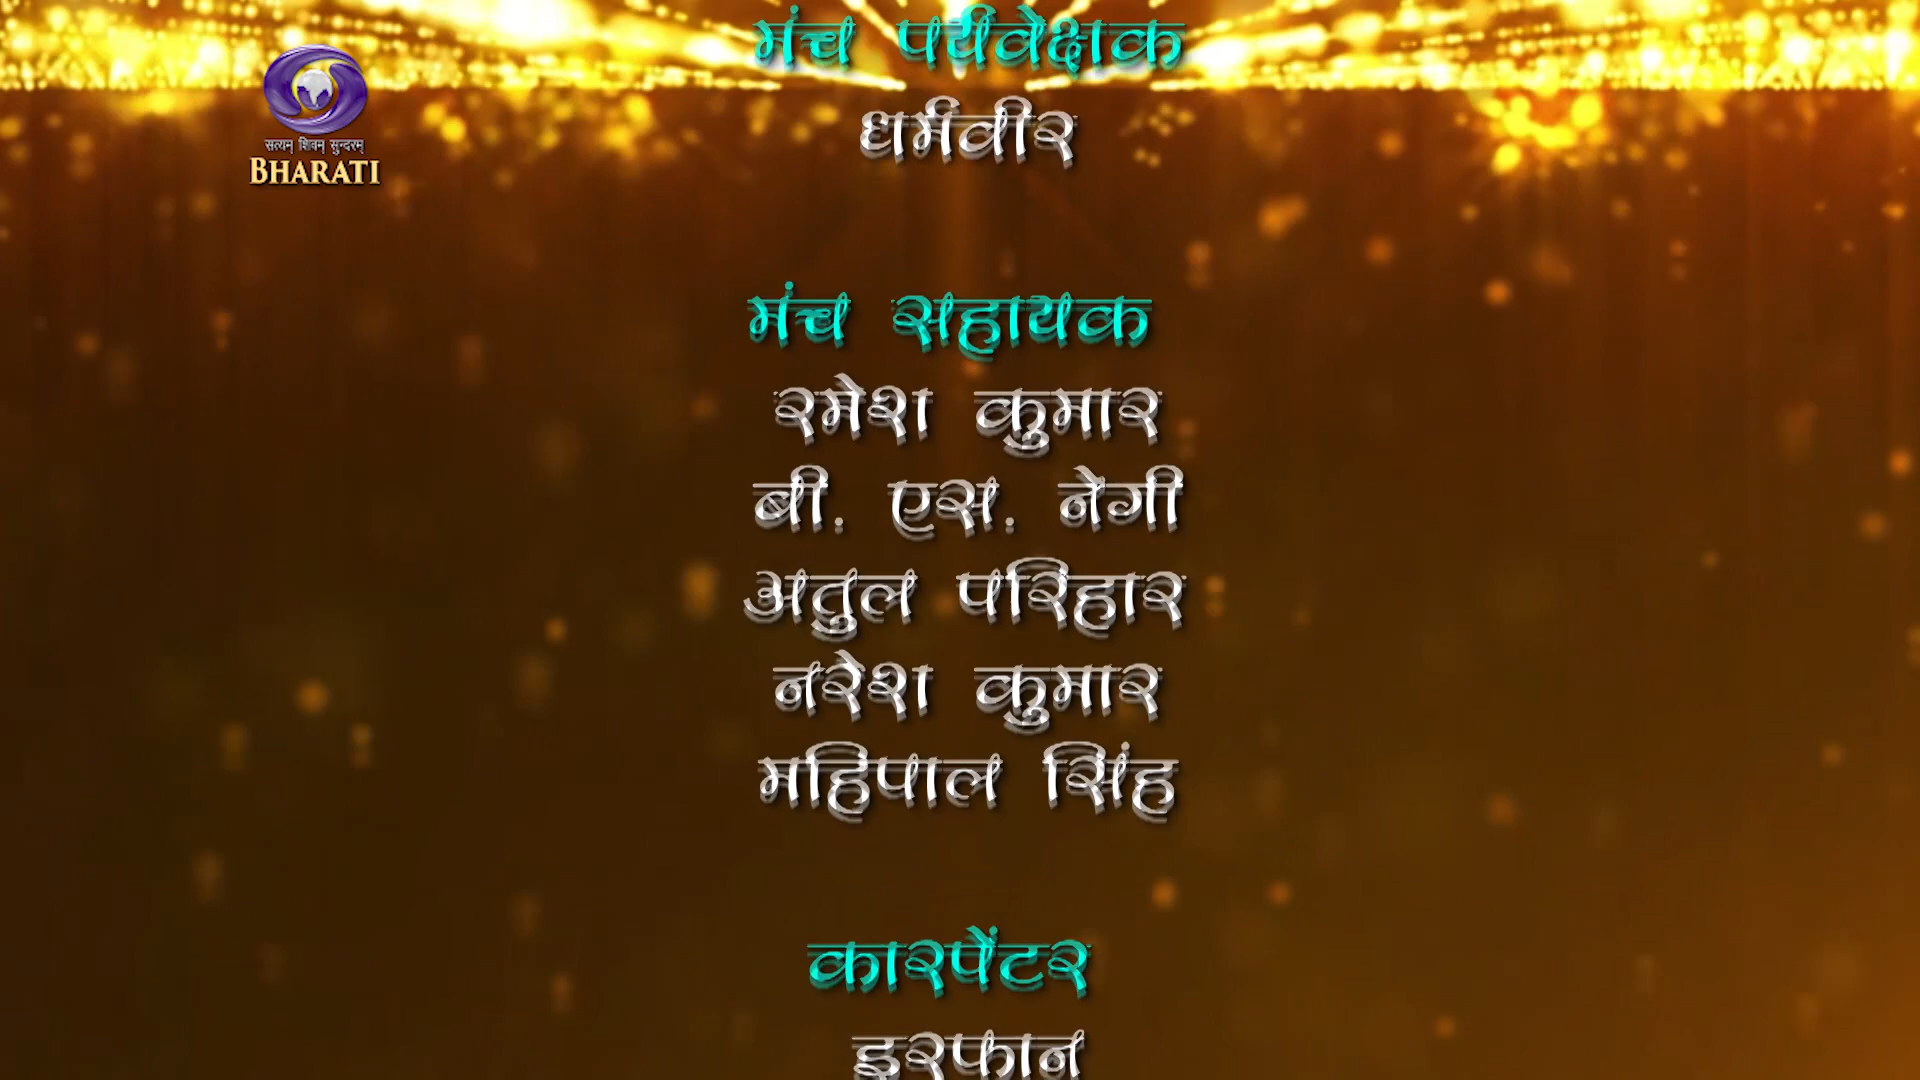 मंच पर्यवेक्षक
सत्यम् शिवम् सुन्दरम्
BHARATI
धर्मवीर
मंच सहायक
रमेश कुमार
बी. एस. नेगी
अतुल परिहार
नरेश कुमार
महिपाल सिंह
कारपेंटर
इरफान